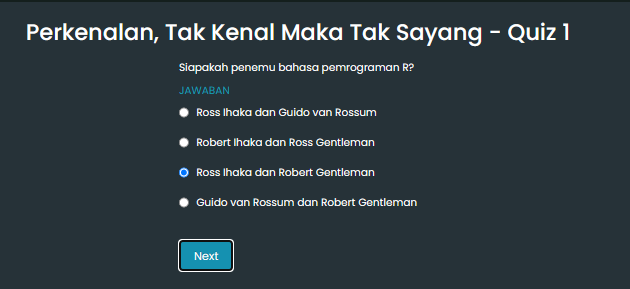 Perkenalan, Tak Kenal Maka Tak Sayang - Quiz 1
Siapakah penemu bahasa pemrograman R?
JAWABAN
Ross Ihaka dan Guido van Rossum
Robert Ihaka dan Ross Gentleman
Ross Ihaka dan Robert Gentleman
Guido van Rossum dan Robert Gentleman
Next